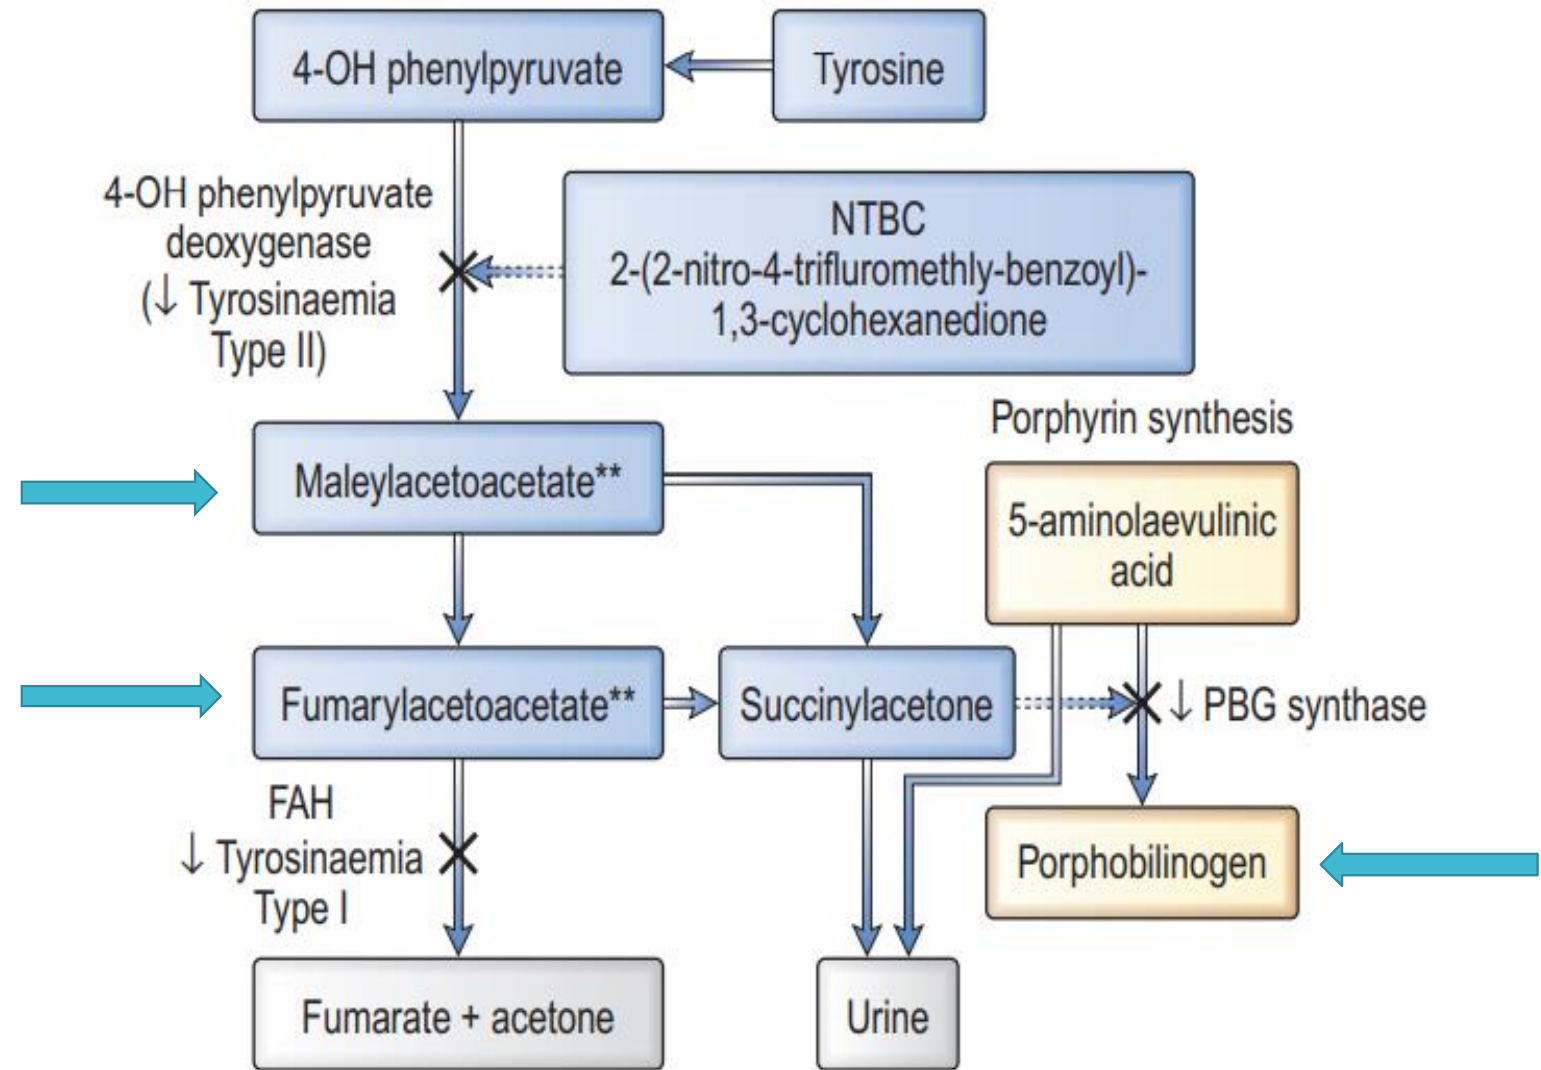 4-OH phenylpyruvate
Tyrosine
4-OH phenylpyruvate
deoxygenase
(↓ Tyrosinaemia
Type II)
NTBC
2-(2-nitro-4-trifluromethly-benzoyl)-
1,3-cyclohexanedione
Porphyrin synthesis
Maleylacetoacetate**
5-aminolaevulinic
acid
Fumarylacetoacetate**
Succinylacetone
↓ PBG synthase
FAH
↓ Tyrosinaemia
Type I
Porphobilinogen
Fumarate + acetone
Urine